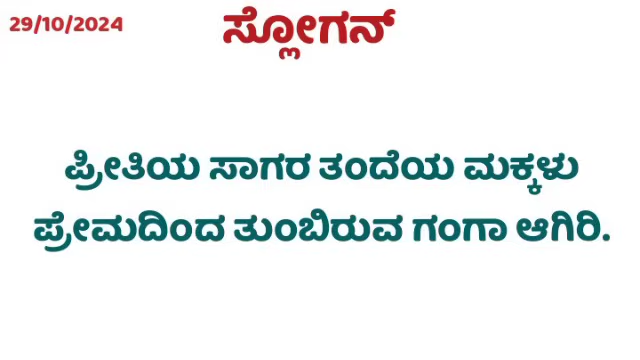 29/10/2024
ಸ್ಲೋಗನ್
ಪ್ರೀತಿಯ ಸಾಗರ ತಂದೆಯ ಮಕ್ಕಳು
ಪ್ರೇಮದಿಂದ ತುಂಬಿರುವ ಗಂಗಾ ಆಗಿರಿ.